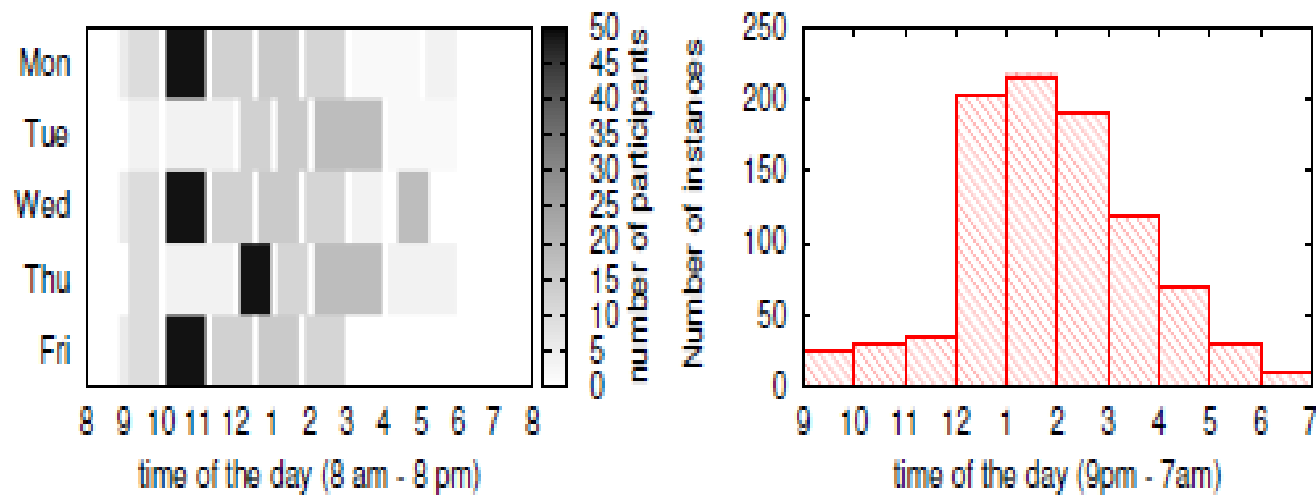 Mon
Tue
Wed
Thu
Fri
8 9 10 11 12 1 2 3 4 5 6 7 8
time of the day (8 am - 8 pm)
50
45
40
35
30
25
20
15
10
5
0
number of participants
Number of instances
250
200
150
100
50
0
9 10 11 12 1 2 3 4 5 6 7
time of the day (9pm - 7am)